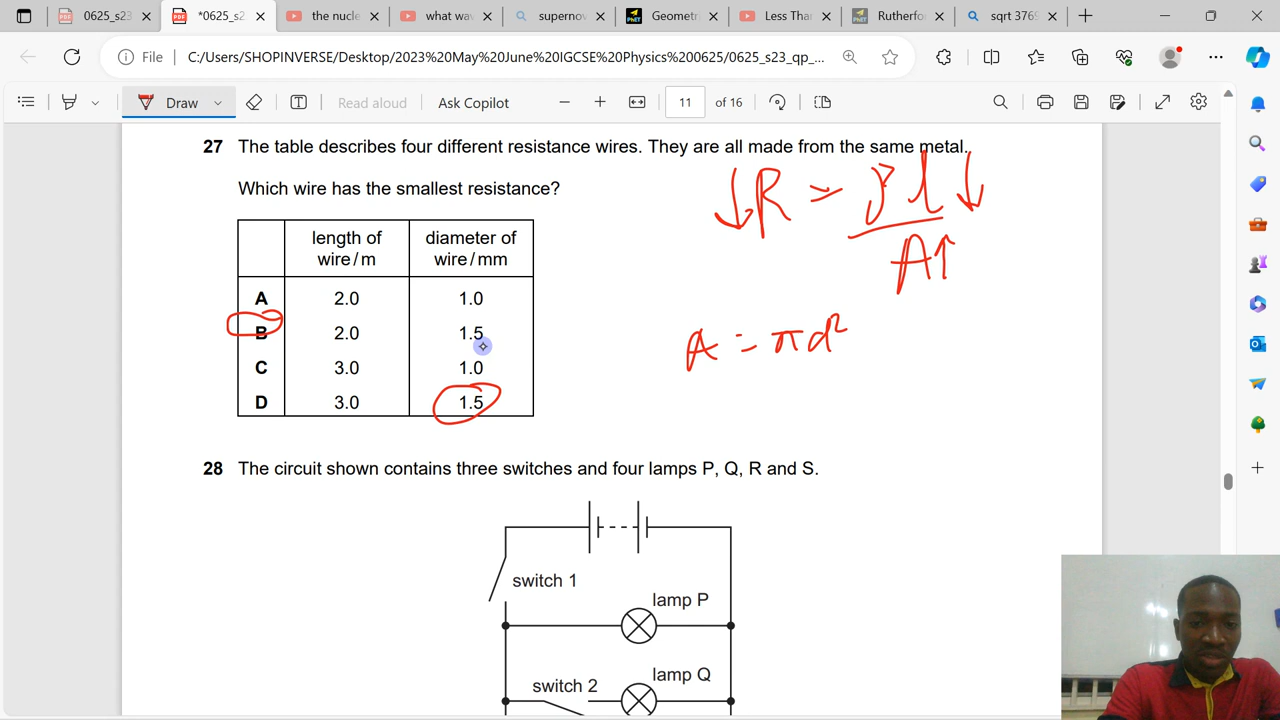 0625_s23
*0625_s2
the nucle
what wav
supernov
Geometr
Less Tha
Rutherfo
sqrt 3769
File
C:/Users/SHOPINVERSE/Desktop/2023%20May%20June%20IGCSE%20Physics%200625/0625_s23_qp_...
Draw
Read aloud
Ask Copilot
11
of 16
27 The table describes four different resistance wires. They are all made from the same metal.
Which wire has the smallest resistance?
length of wire / m
diameter of wire / mm
A 2.0 1.0
B 2.0 1.5
C 3.0 1.0
D 3.0 1.5
↓R = ρl↓
A↑
A = πd²
28 The circuit shown contains three switches and four lamps P, Q, R and S.
switch 1
lamp P
lamp Q
switch 2